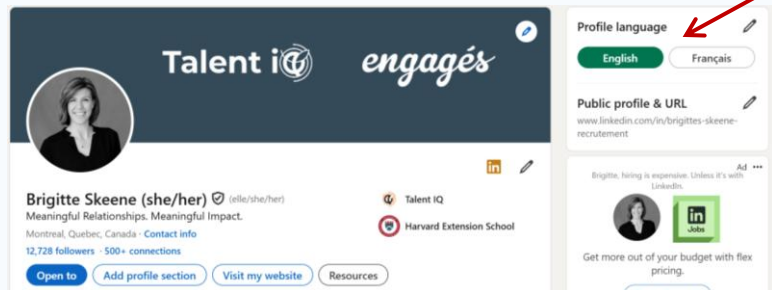 Talent iQ engagés
Brigitte Skeene (she/her) (elle/she/her)
Meaningful Relationships. Meaningful Impact.
Montreal, Quebec, Canada · Contact info
12,728 followers · 500+ connections
Open to Add profile section Visit my website Resources
in
Talent IQ
Harvard Extension School
Profile language
English Français
Public profile & URL
www.linkedin.com/in/brigittes-skeene-
recrutement
Ad
Brigitte, hiring is expensive. Unless it's with
LinkedIn.
in
Jobs
Get more out of your budget with flex
pricing.